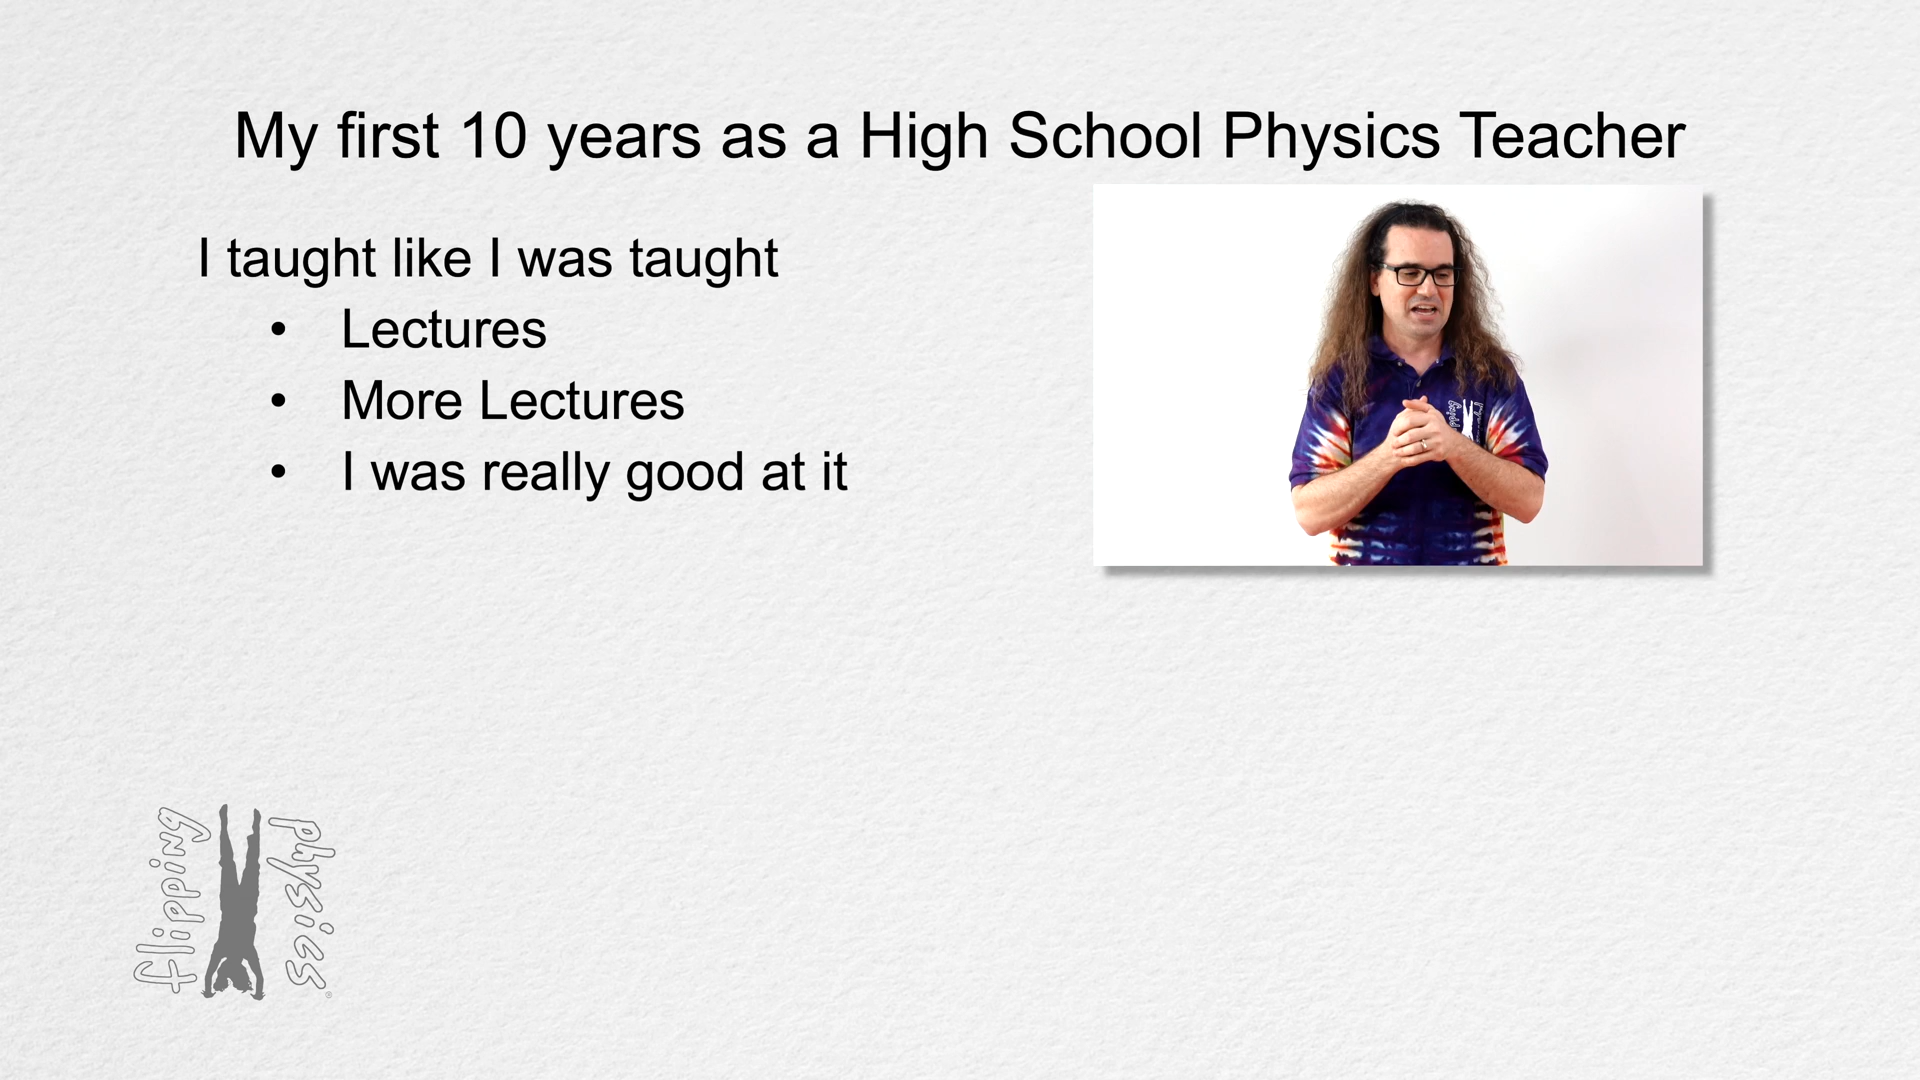 My first 10 years as a High School Physics Teacher
I taught like I was taught
• Lectures
• More Lectures
• I was really good at it
flipping
physics
®